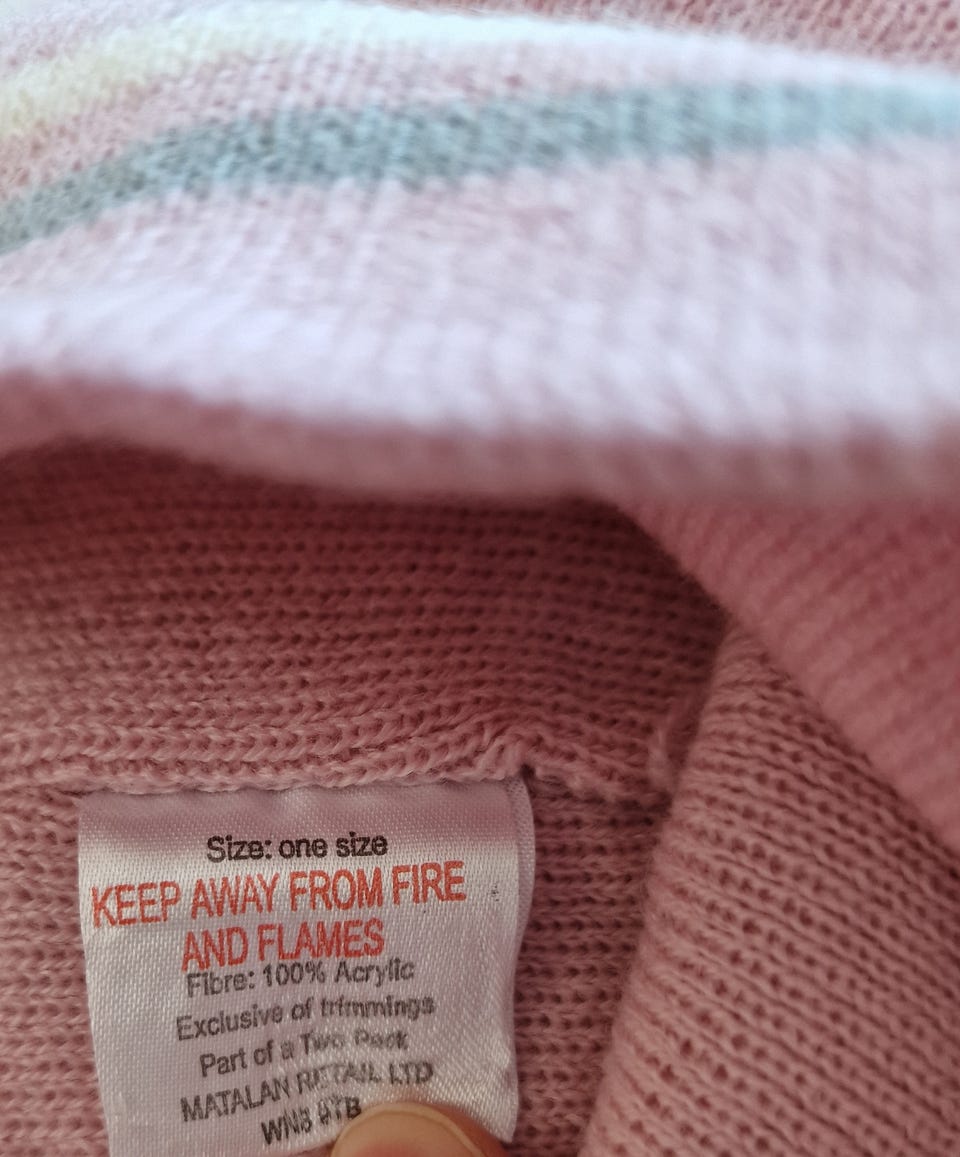 Size: one size
KEEP AWAY FROM FIRE
AND FLAMES
Fibre: 100% Acrylic
Exclusive of trimmings
Part of a Two Pack
MATALAN RETAIL LTD
WN8 9TB